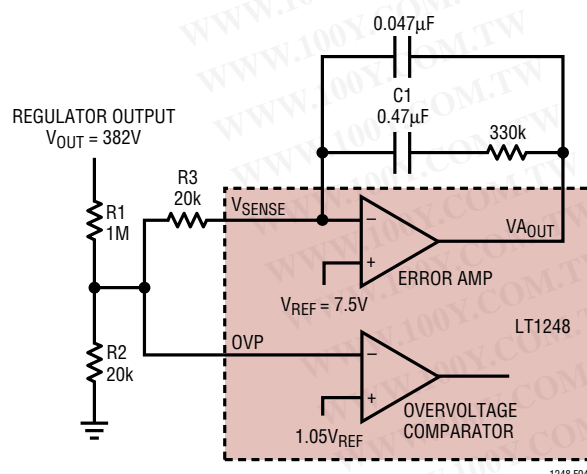 0.047µF
C1
0.47µF
330k
REGULATOR OUTPUT
V_OUT = 382V
R3
20k
R1
1M
V_SENSE
−
+
VA_OUT
ERROR AMP
V_REF = 7.5V
LT1248
R2
20k
OVP
−
+
OVERVOLTAGE
COMPARATOR
1.05V_REF
1248 F04
WWW.100Y.COM.TW